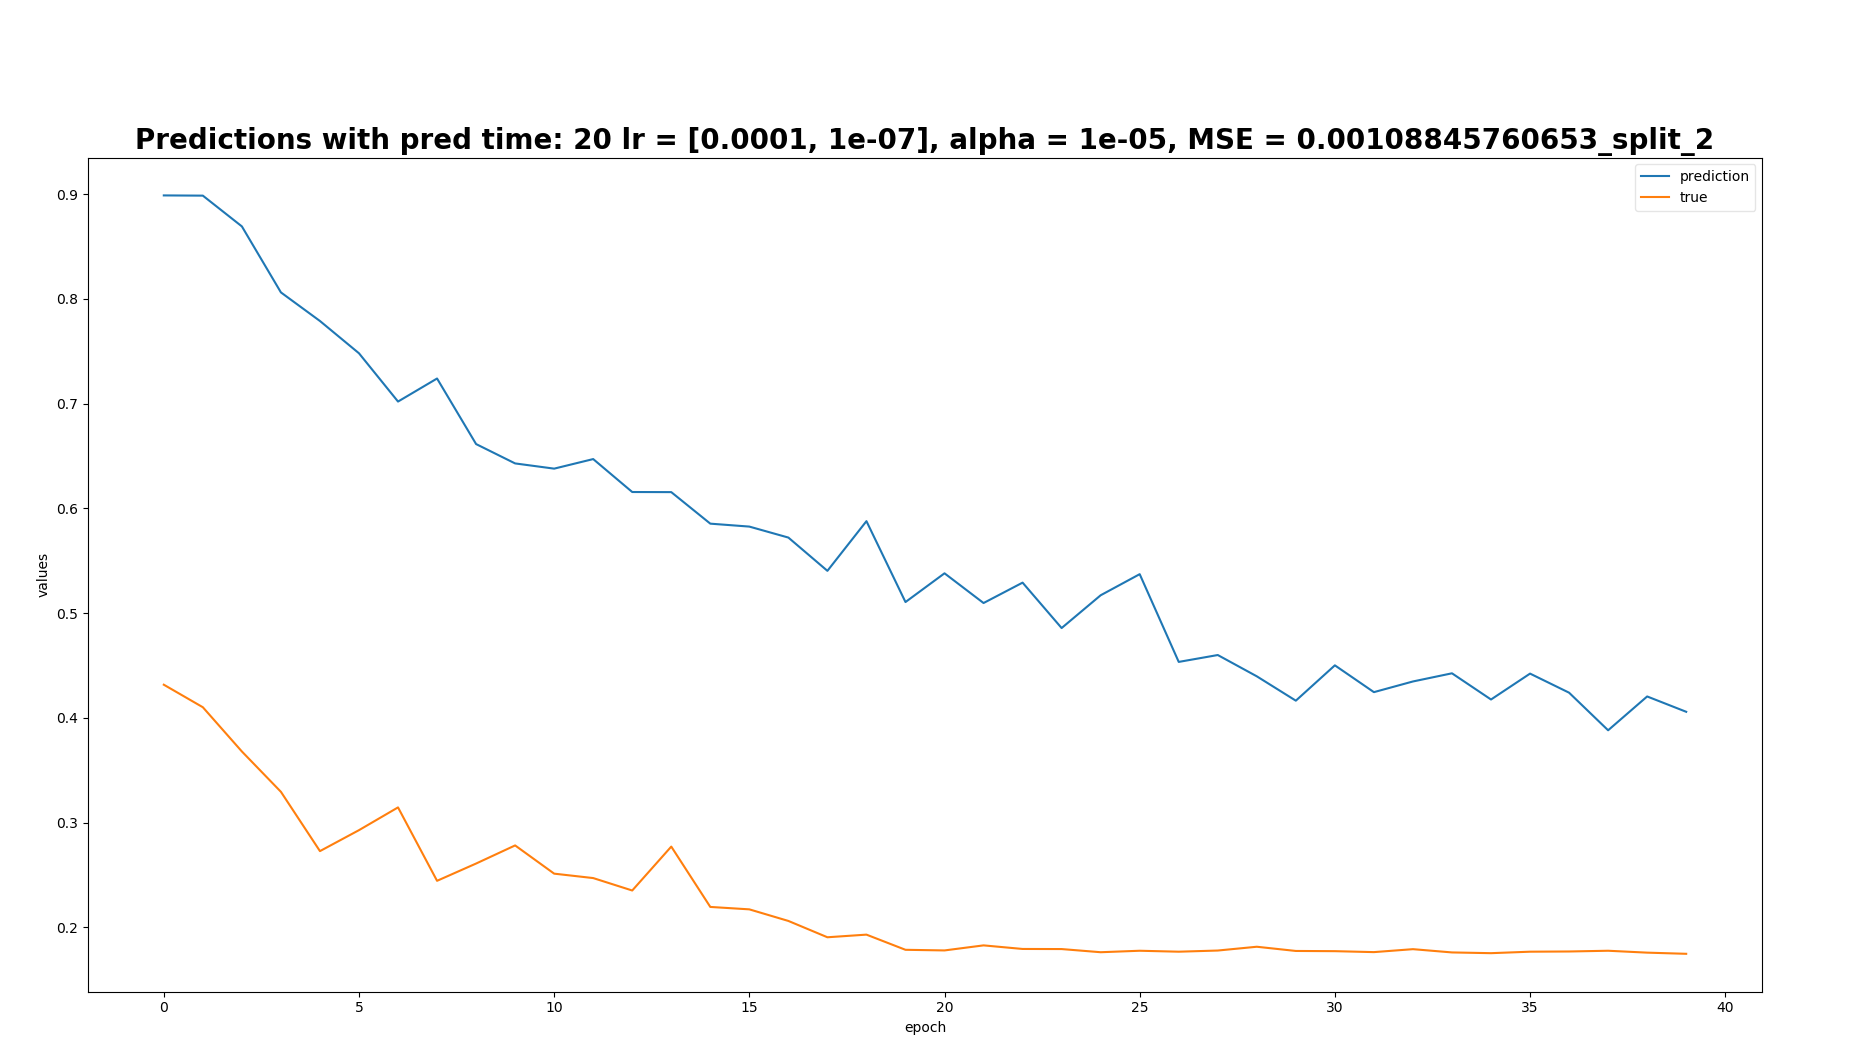 Predictions with pred time: 20 lr = [0.0001, 1e-07], alpha = 1e-05, MSE = 0.00108845760653_split_2
prediction
true
values
0.9
0.8
0.7
0.6
0.5
0.4
0.3
0.2
0 5 10 15 20 25 30 35 40
epoch